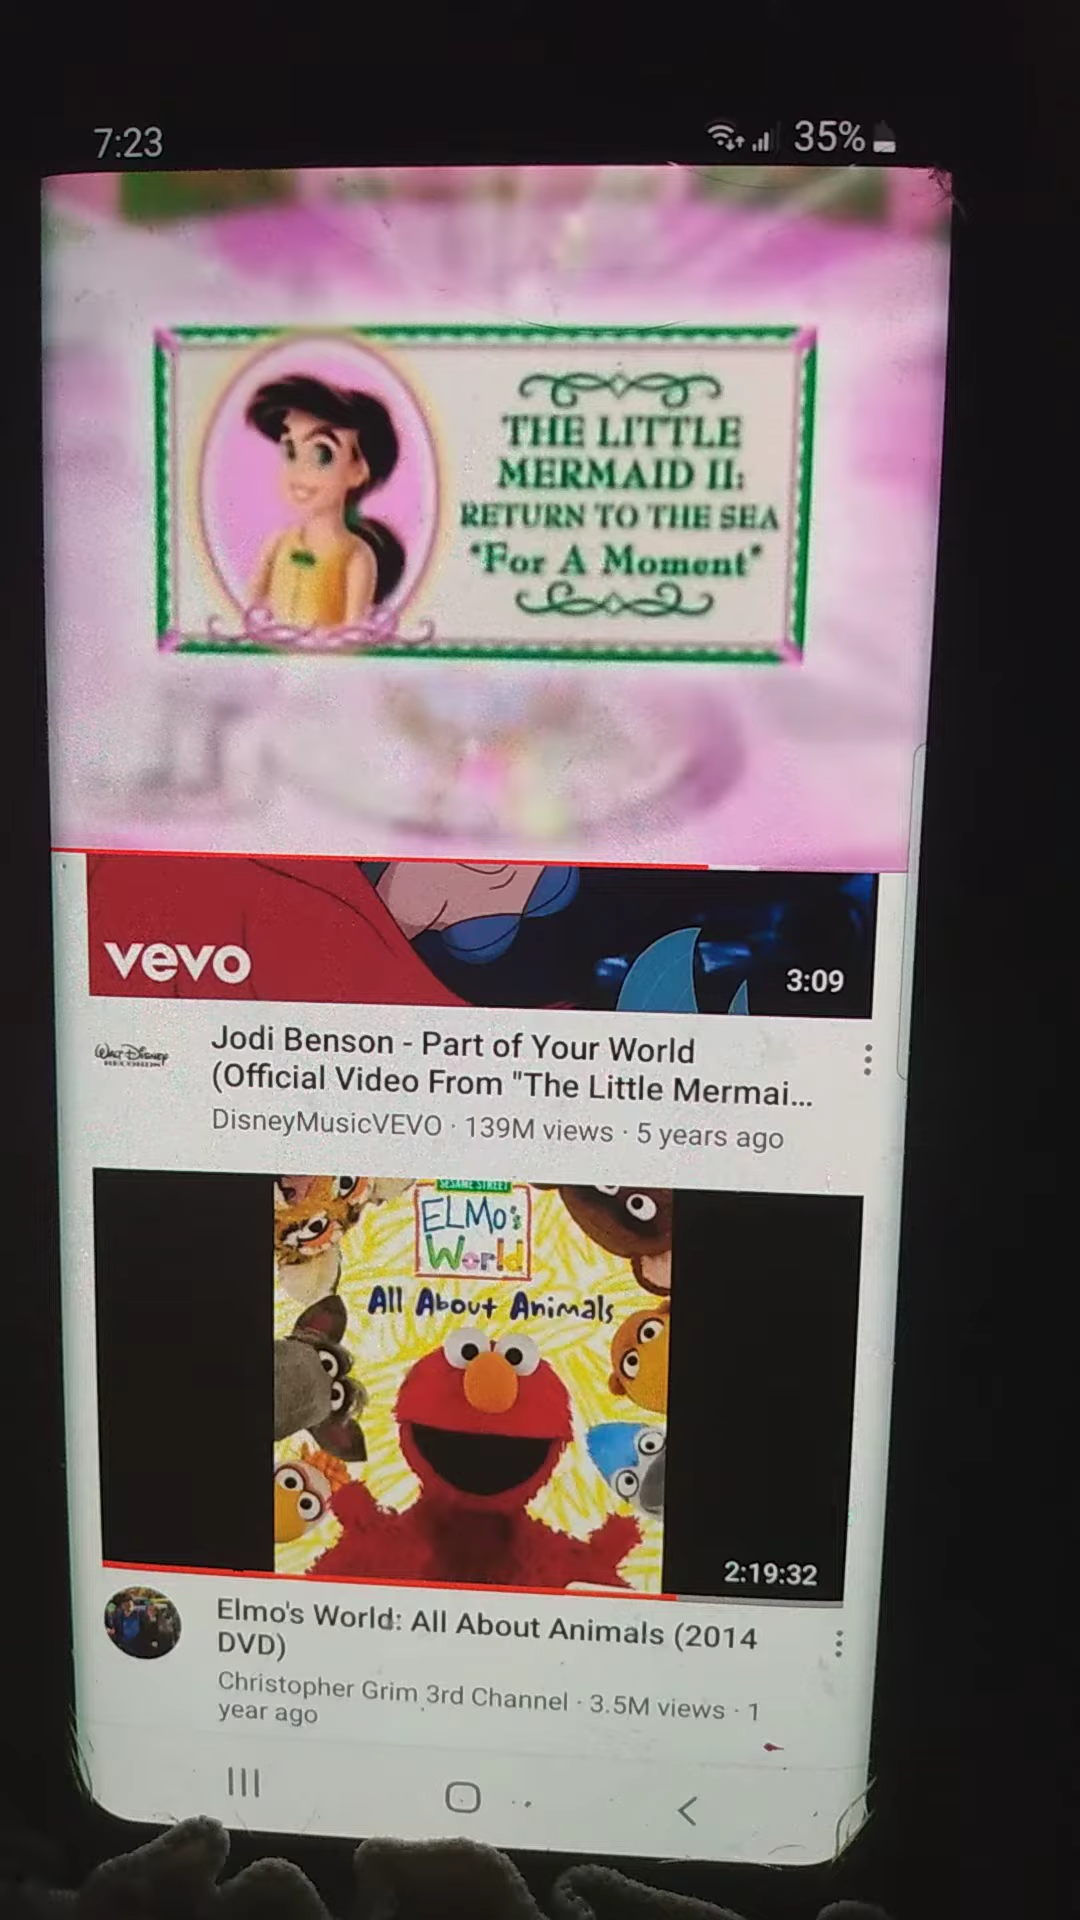 7:23
35%
THE LITTLE
MERMAID II:
RETURN TO THE SEA
"For A Moment"
vevo
3:09
WALT DISNEY
RECORDS
Jodi Benson - Part of Your World
(Official Video From "The Little Mermai...
DisneyMusicVEVO · 139M views · 5 years ago
SESAME STREET
ELMo's
World
All About Animals
2:19:32
Elmo's World: All About Animals (2014
DVD)
Christopher Grim 3rd Channel · 3.5M views · 1
year ago